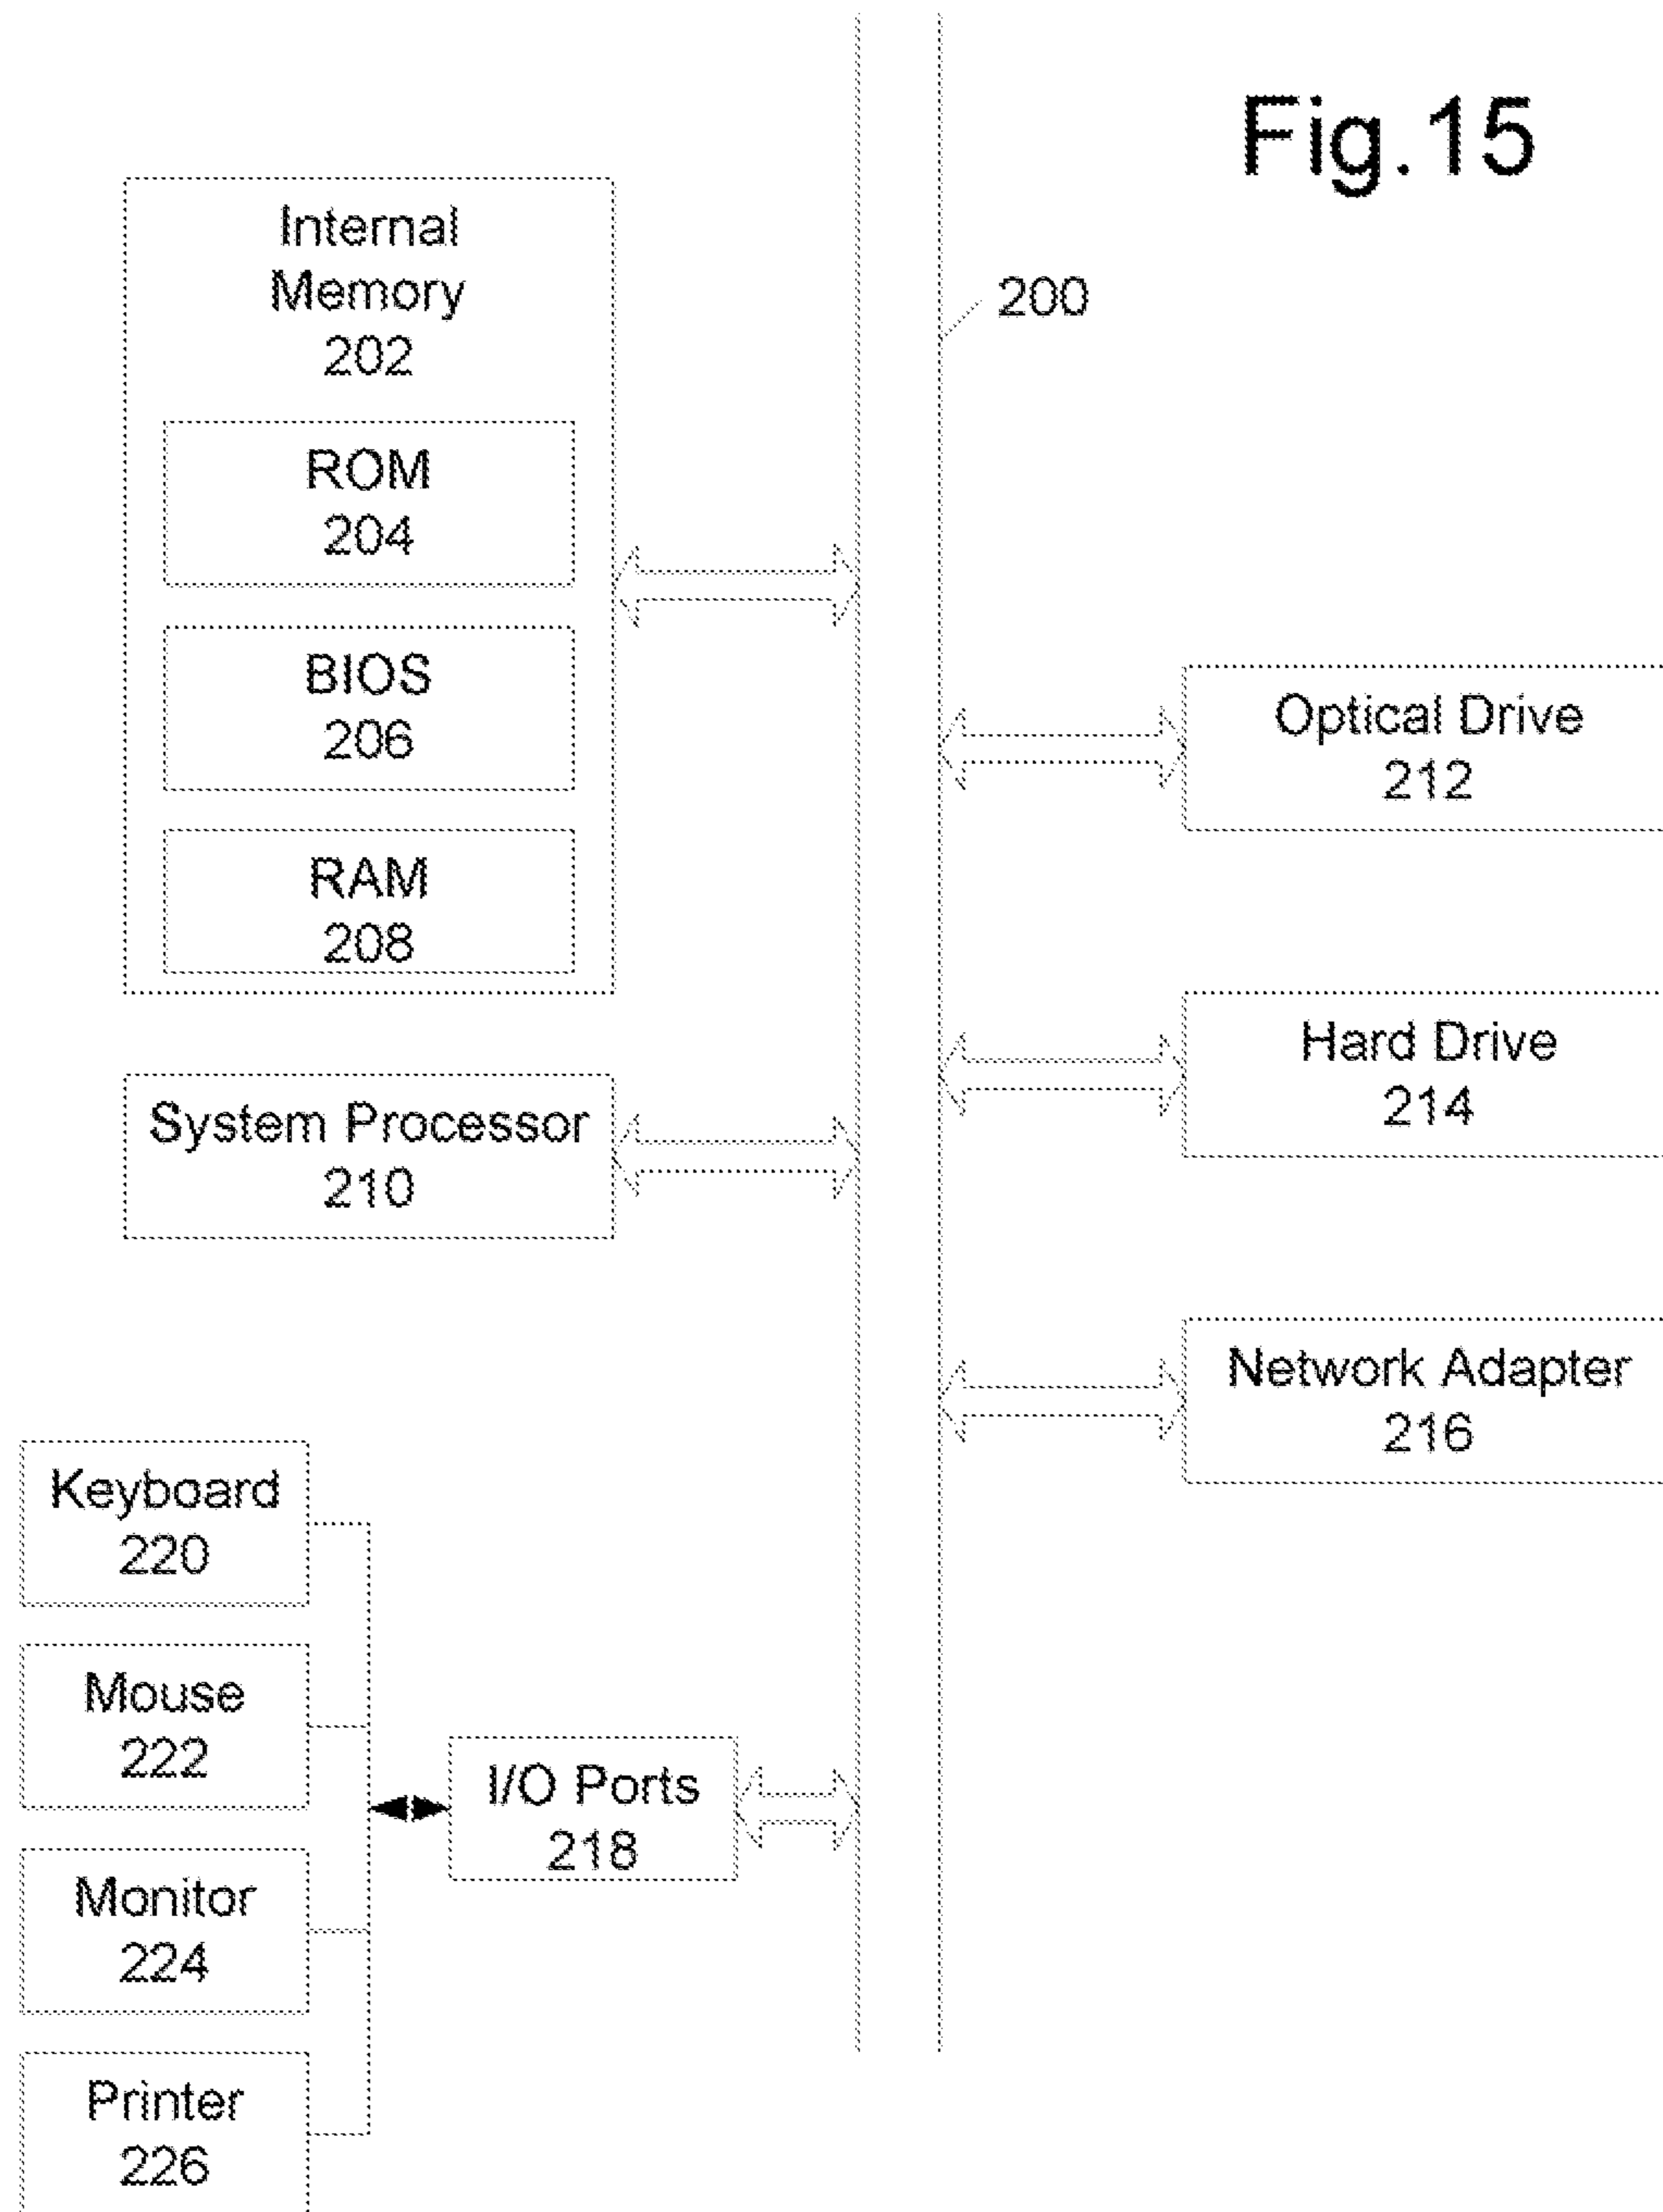 Fig.15
Internal
Memory
202
200
ROM
204
BIOS
206
RAM
208
Optical Drive
212
Hard Drive
214
System Processor
210
Network Adapter
216
Keyboard
220
Mouse
222
I/O Ports
218
Monitor
224
Printer
226